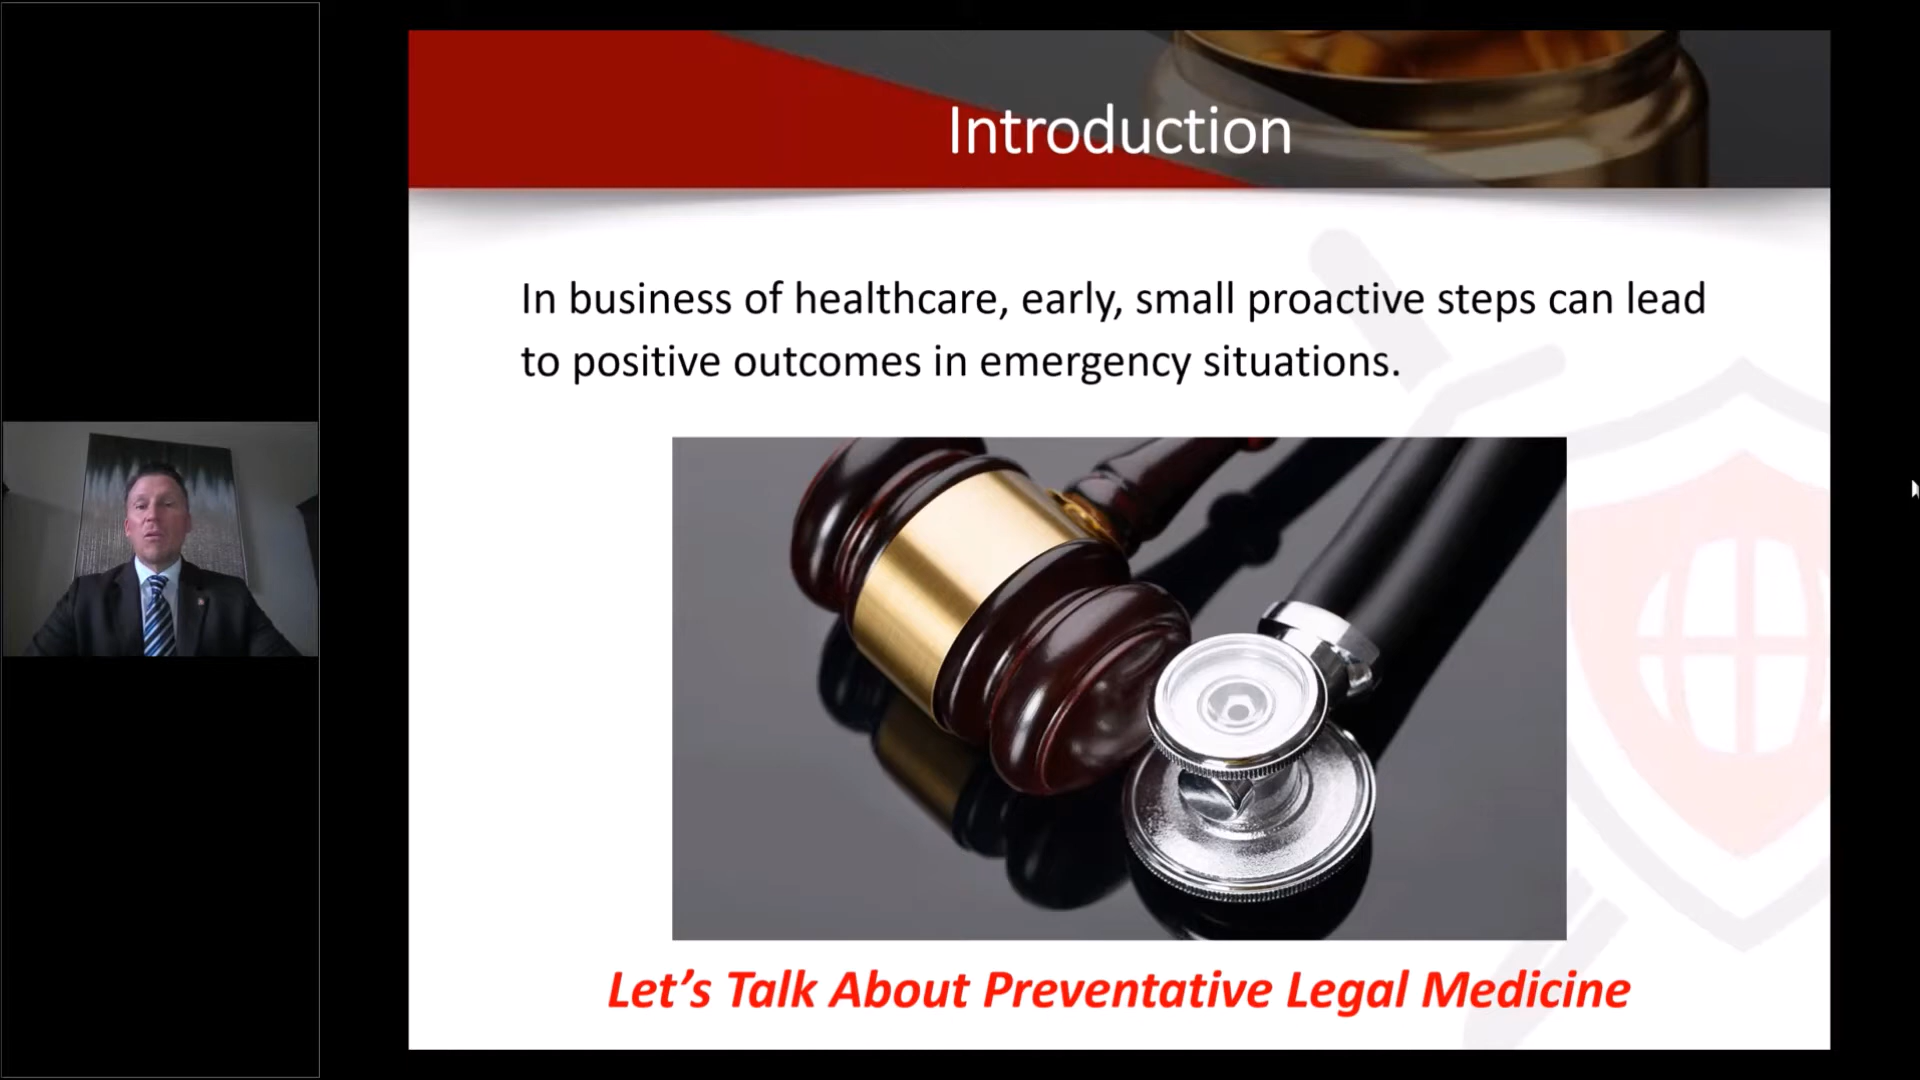 Introduction
In business of healthcare, early, small proactive steps can lead
to positive outcomes in emergency situations.
Let’s Talk About Preventative Legal Medicine